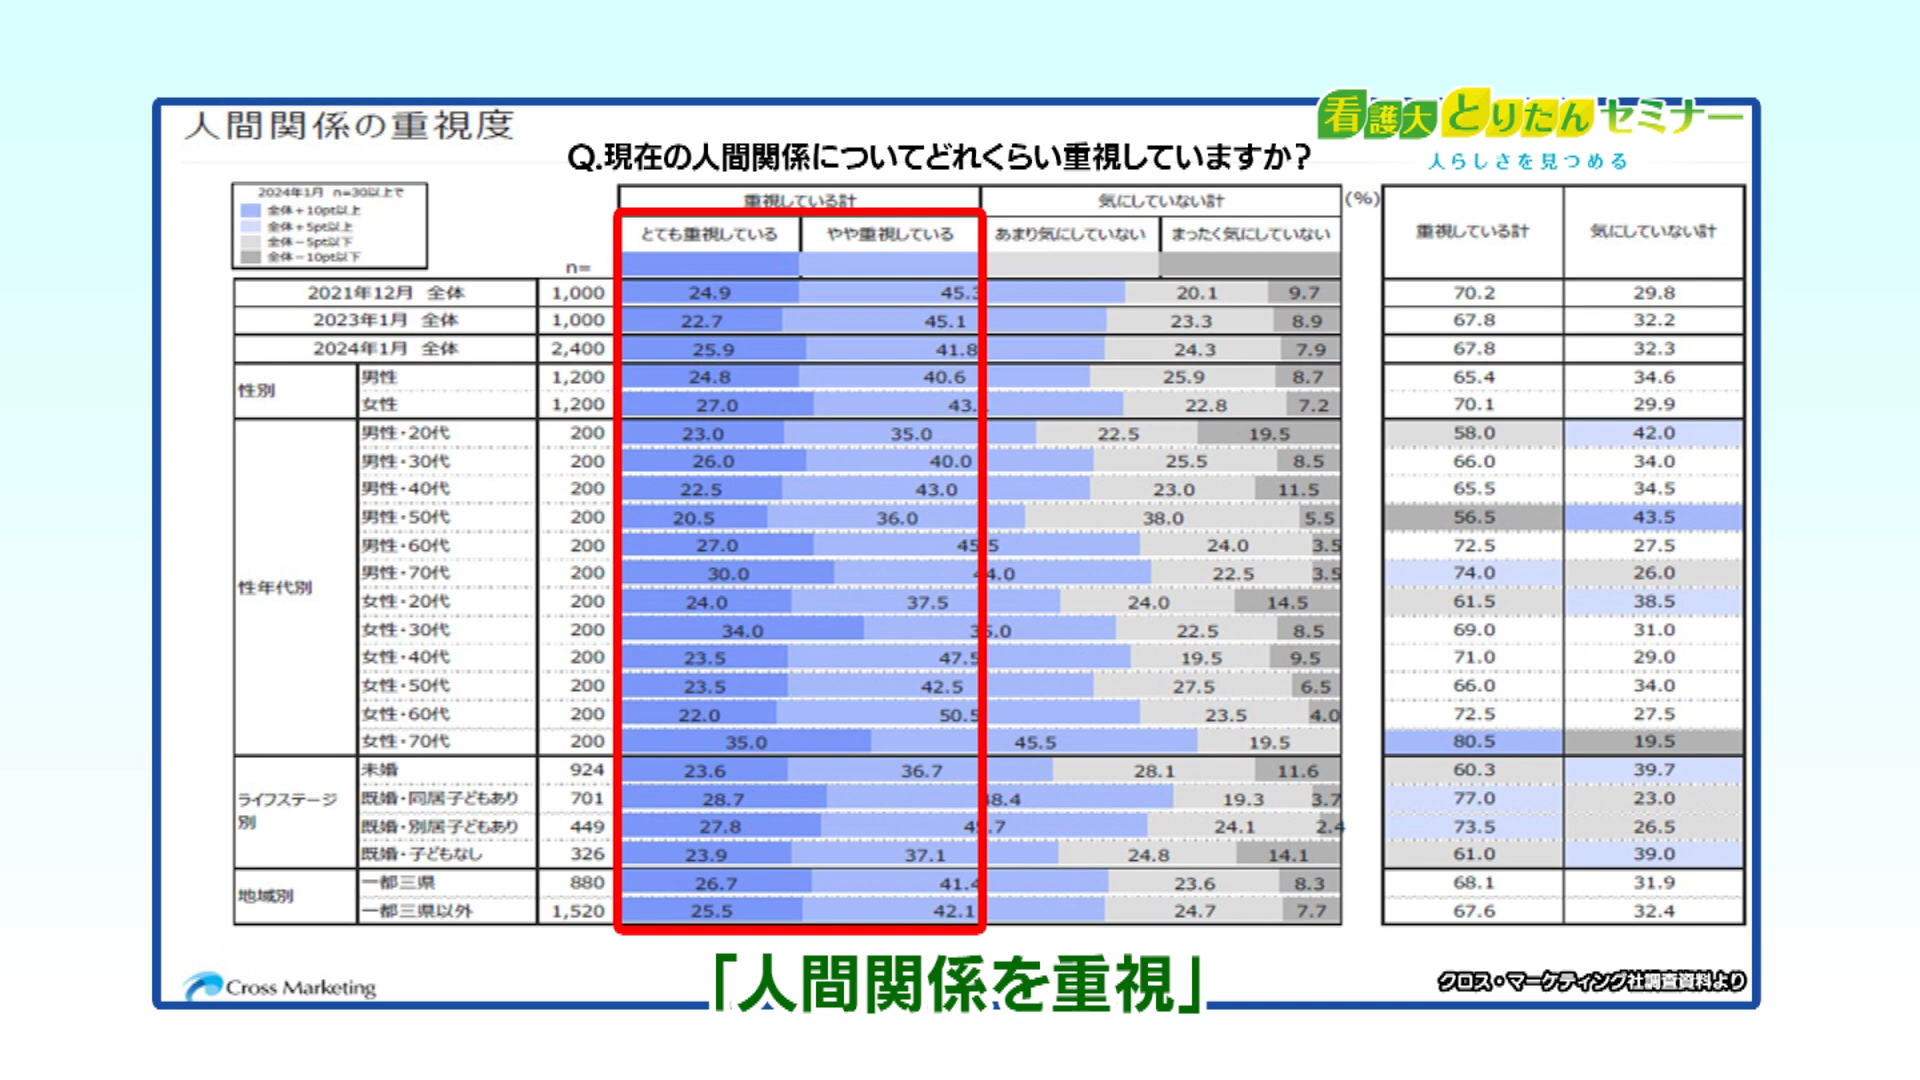 人間関係の重視度
看護大とりたんセミナー
人らしさを見つめる
Q.現在の人間関係についてどれくらい重視していますか?
2024年1月 n=30以上で
全体+10pt以上
全体+5pt以上
全体-5pt以下
全体-10pt以下
n=
重視している計 気にしていない計 (%) 重視している計 気にしていない計
とても重視している やや重視している あまり気にしていない まったく気にしていない
2021年12月 全体 1,000 24.9 45.3 20.1 9.7 70.2 29.8
2023年1月 全体 1,000 22.7 45.1 23.3 8.9 67.8 32.2
2024年1月 全体 2,400 25.9 41.8 24.3 7.9 67.8 32.3
性別
男性 1,200 24.8 40.6 25.9 8.7 65.4 34.6
女性 1,200 27.0 43. 22.8 7.2 70.1 29.9
性年代別
男性・20代 200 23.0 35.0 22.5 19.5 58.0 42.0
男性・30代 200 26.0 40.0 25.5 8.5 66.0 34.0
男性・40代 200 22.5 43.0 23.0 11.5 65.5 34.5
男性・50代 200 20.5 36.0 38.0 5.5 56.5 43.5
男性・60代 200 27.0 45.5 24.0 3.5 72.5 27.5
男性・70代 200 30.0 44.0 22.5 3.5 74.0 26.0
女性・20代 200 24.0 37.5 24.0 14.5 61.5 38.5
女性・30代 200 34.0 35.0 22.5 8.5 69.0 31.0
女性・40代 200 23.5 47.5 19.5 9.5 71.0 29.0
女性・50代 200 23.5 42.5 27.5 6.5 66.0 34.0
女性・60代 200 22.0 50.5 23.5 4.0 72.5 27.5
女性・70代 200 35.0 45.5 19.5 80.5 19.5
ライフステージ別
未婚 924 23.6 36.7 28.1 11.6 60.3 39.7
既婚・同居子どもあり 701 28.7 48.4 19.3 3.7 77.0 23.0
既婚・別居子どもあり 449 27.8 45.7 24.1 2.4 73.5 26.5
既婚・子どもなし 326 23.9 37.1 24.8 14.1 61.0 39.0
地域別
一都三県 880 26.7 41.4 23.6 8.3 68.1 31.9
一都三県以外 1,520 25.5 42.1 24.7 7.7 67.6 32.4
Cross Marketing
「人間関係を重視」
クロス・マーケティング社調査資料より